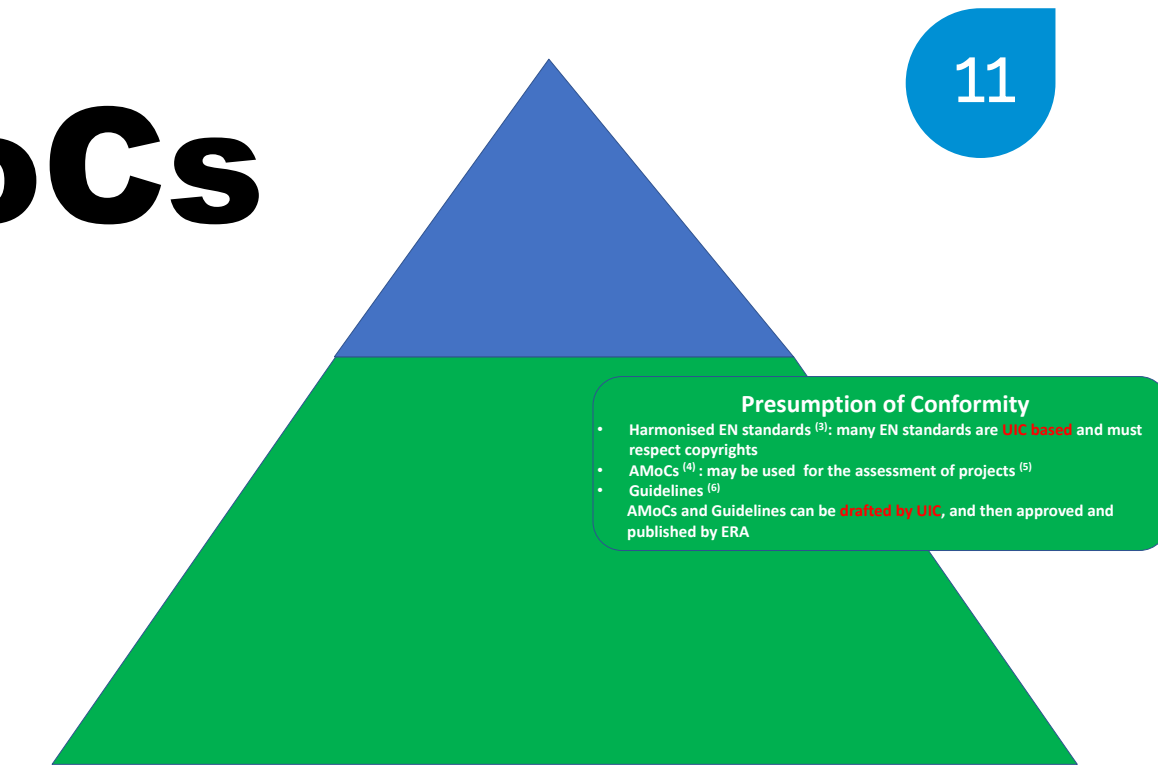 11
oCs
Presumption of Conformity
• Harmonised EN standards (3): many EN standards are UIC based and must
respect copyrights
• AMoCs (4) : may be used for the assessment of projects (5)
• Guidelines (6)
AMoCs and Guidelines can be drafted by UIC, and then approved and
published by ERA